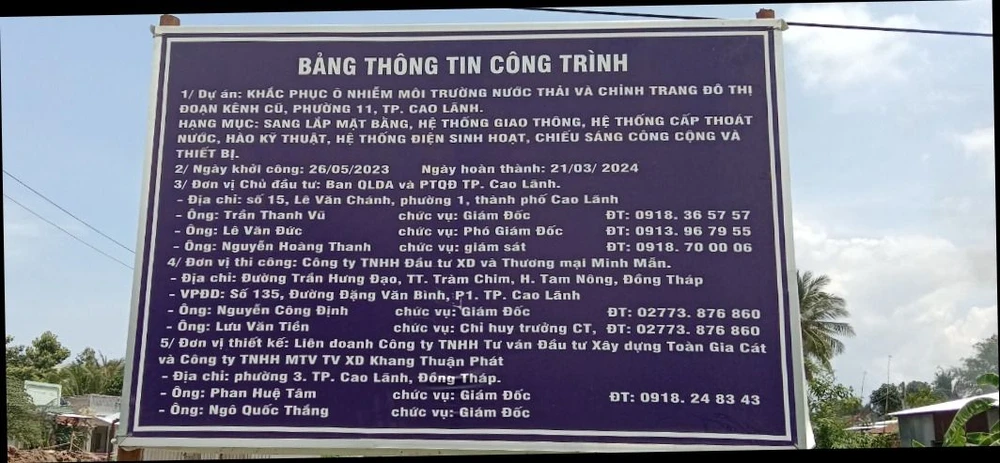 BẢNG THÔNG TIN CÔNG TRÌNH
1/ Dự án: KHẮC PHỤC Ô NHIỄM MÔI TRƯỜNG NƯỚC THẢI VÀ CHỈNH TRANG ĐÔ THỊ
ĐOẠN KÊNH CŨ, PHƯỜNG 11, TP. CAO LÃNH.
HẠNG MỤC: SANG LẤP MẶT BẰNG, HỆ THỐNG GIAO THÔNG, HỆ THỐNG CẤP THOÁT
NƯỚC, HÀO KỸ THUẬT, HỆ THỐNG ĐIỆN SINH HOẠT, CHIẾU SÁNG CÔNG CỘNG VÀ
THIẾT BỊ.
2/ Ngày khởi công: 26/05/2023 Ngày hoàn thành: 21/03/ 2024
3/ Đơn vị Chủ đầu tư: Ban QLDA và PTQĐ TP. Cao Lãnh.
- Địa chỉ: số 15, Lê Văn Chánh, phường 1, thành phố Cao Lãnh
- Ông: Trần Thanh Vũ chức vụ: Giám Đốc ĐT: 0918. 36 57 57
- Ông: Lê Văn Đức chức vụ: Phó Giám Đốc ĐT: 0913. 96 79 55
- Ông: Nguyễn Hoàng Thanh chức vụ: giám sát ĐT: 0918. 70 00 06
4/ Đơn vị thi công: Công ty TNHH Đầu tư XD và Thương mại Minh Mẫn.
- Địa chỉ: Đường Trần Hưng Đạo, TT. Tràm Chim, H. Tam Nông, Đồng Tháp
- VPĐD: Số 135, Đường Đặng Văn Bình, P1. TP. Cao Lãnh
- Ông: Nguyễn Công Định chức vụ: Giám Đốc ĐT: 02773. 876 860
- Ông: Lưu Văn Tiền chức vụ: Chỉ huy trưởng CT, ĐT: 02773. 876 860
5/ Đơn vị thiết kế: Liên doanh Công ty TNHH Tư vấn Đầu tư Xây dựng Toàn Gia Cát
và Công ty TNHH MTV TV XD Khang Thuận Phát
- Địa chỉ: phường 3. TP. Cao Lãnh, Đồng Tháp.
- Ông: Phan Huệ Tâm chức vụ: Giám Đốc ĐT: 0918. 24 83 43
- Ông: Ngô Quốc Thắng chức vụ: Giám Đốc